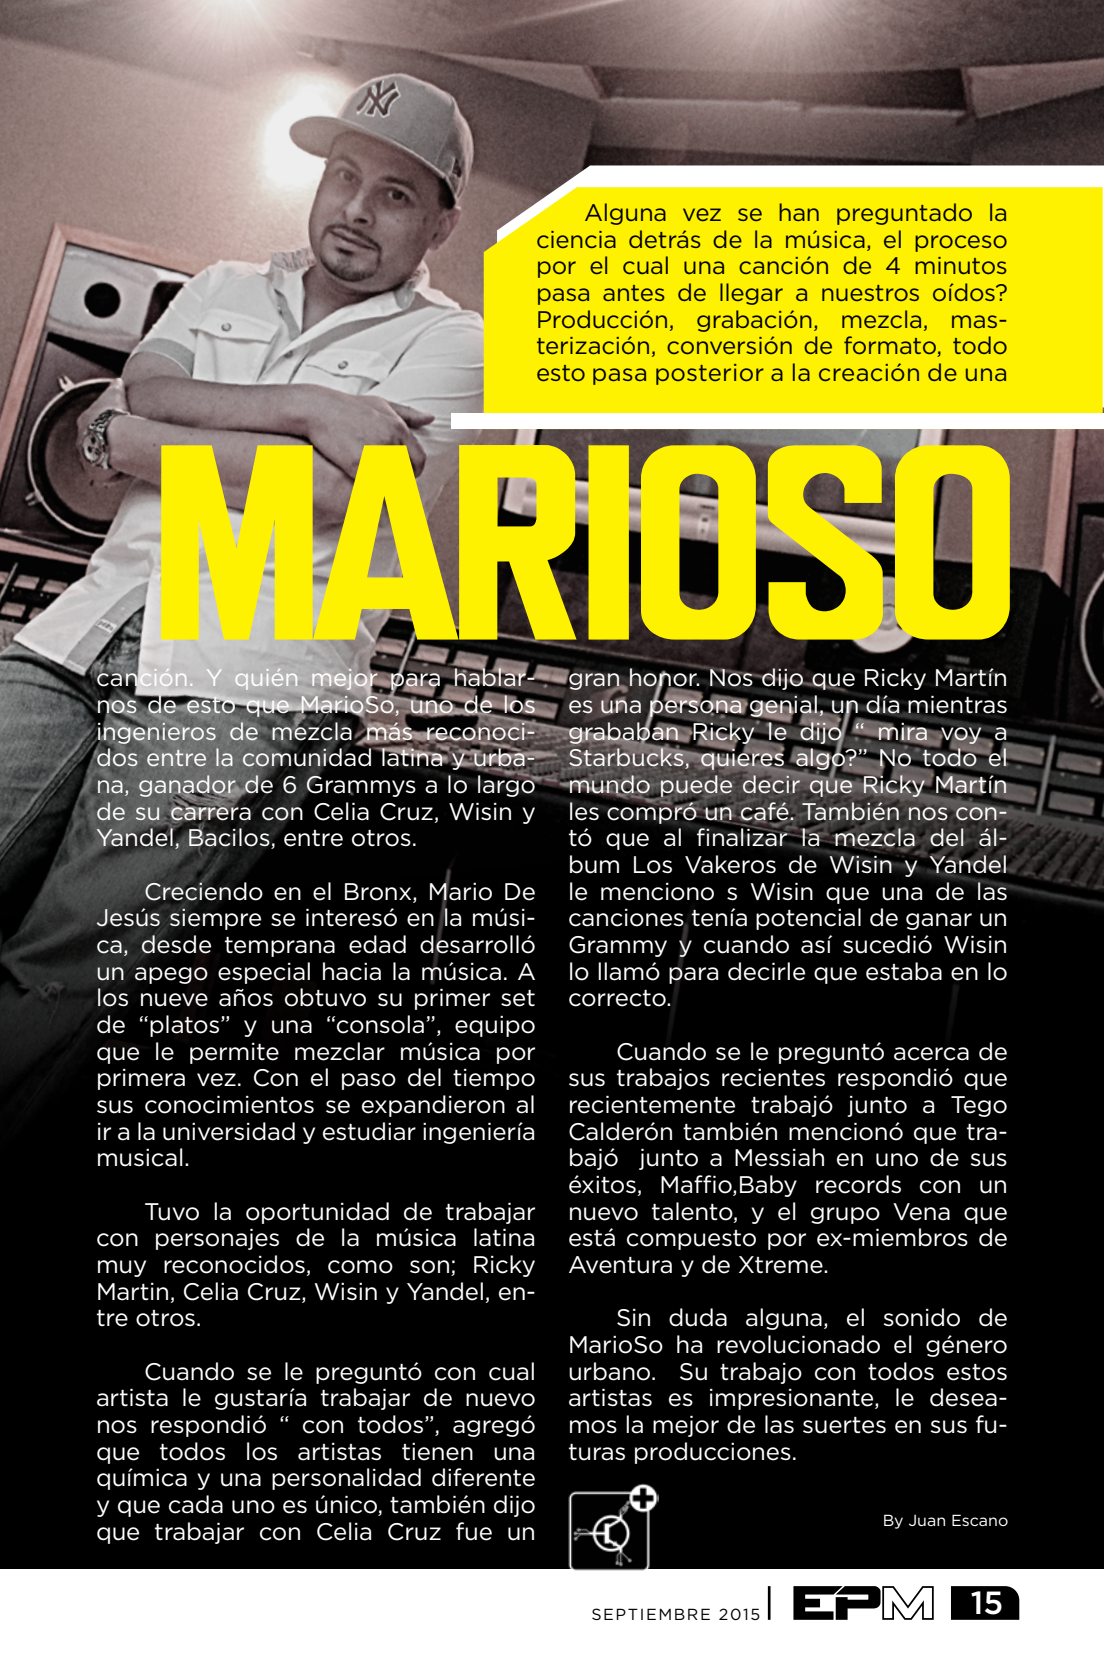 Alguna vez se han preguntado la
ciencia detrás de la música, el proceso
por el cual una canción de 4 minutos
pasa antes de llegar a nuestros oídos?
Producción, grabación, mezcla, mas-
terización, conversión de formato, todo
esto pasa posterior a la creación de una
MARIOSO
canción. Y quién mejor para hablar-
nos de esto que MarioSo, uno de los
ingenieros de mezcla más reconoci-
dos entre la comunidad latina y urba-
na, ganador de 6 Grammys a lo largo
de su carrera con Celia Cruz, Wisin y
Yandel, Bacilos, entre otros.
Creciendo en el Bronx, Mario De
Jesús siempre se interesó en la músi-
ca, desde temprana edad desarrolló
un apego especial hacia la música. A
los nueve años obtuvo su primer set
de “platos” y una “consola”, equipo
que le permite mezclar música por
primera vez. Con el paso del tiempo
sus conocimientos se expandieron al
ir a la universidad y estudiar ingeniería
musical.
Tuvo la oportunidad de trabajar
con personajes de la música latina
muy reconocidos, como son; Ricky
Martin, Celia Cruz, Wisin y Yandel, en-
tre otros.
Cuando se le preguntó con cual
artista le gustaría trabajar de nuevo
nos respondió “ con todos”, agregó
que todos los artistas tienen una
química y una personalidad diferente
y que cada uno es único, también dijo
que trabajar con Celia Cruz fue un
gran honor. Nos dijo que Ricky Martín
es una persona genial, un día mientras
grababan Ricky le dijo “ mira voy a
Starbucks, quieres algo?” No todo el
mundo puede decir que Ricky Martín
les compró un café. También nos con-
tó que al finalizar la mezcla del ál-
bum Los Vakeros de Wisin y Yandel
le menciono s Wisin que una de las
canciones tenía potencial de ganar un
Grammy y cuando así sucedió Wisin
lo llamó para decirle que estaba en lo
correcto.
Cuando se le preguntó acerca de
sus trabajos recientes respondió que
recientemente trabajó junto a Tego
Calderón también mencionó que tra-
bajó  junto a Messiah en uno de sus
éxitos, Maffio,Baby records con un
nuevo talento, y el grupo Vena que
está compuesto por ex-miembros de
Aventura y de Xtreme.
Sin duda alguna, el sonido de
MarioSo ha revolucionado el género
urbano.  Su trabajo con todos estos
artistas es impresionante, le desea-
mos la mejor de las suertes en sus fu-
turas producciones.
By Juan Escano
SEPTIEMBRE 2015
EPM
15